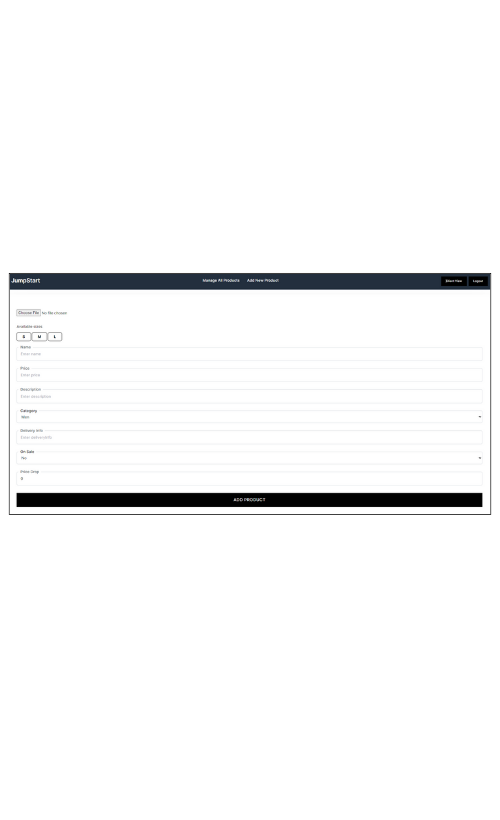 JumpStart
Manage All Products Add New Product
Client View Logout
Choose File No file chosen
Available sizes
S M L
Name
Enter name
Price
Enter price
Description
Enter description
Category
Men
Delivery Info
Enter deliveryInfo
On Sale
Yes
Price Drop
0
ADD PRODUCT